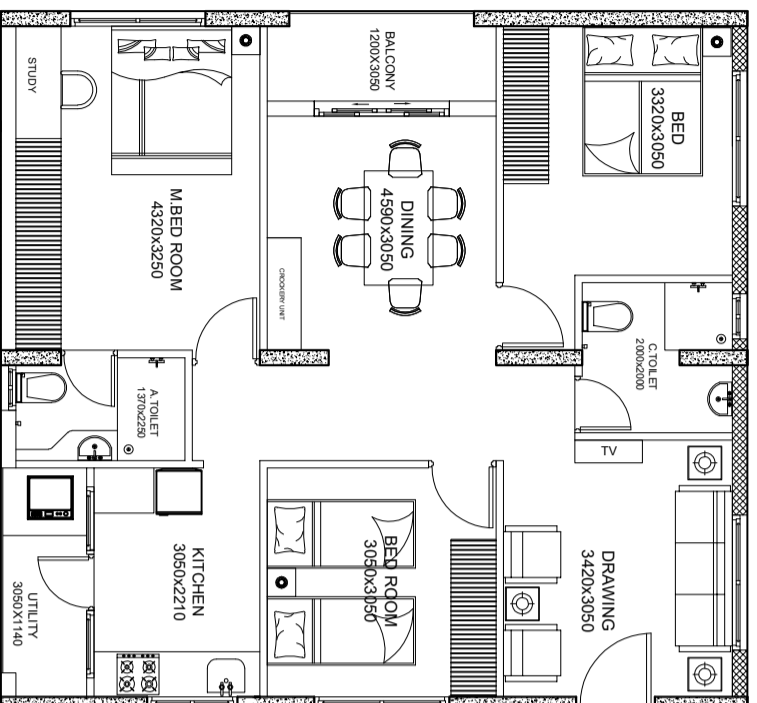 STUDY
BALCONY
1200X3050
BED
3320x3050
M.BED ROOM
4320x3250
DINING
4590x3050
CROCKERY UNIT
C.TOILET
2000x2000
A.TOILET
1370x2250
TV
KITCHEN
3050x2210
BED ROOM
3050x3050
DRAWING
3420x3050
UTILITY
3050X1140